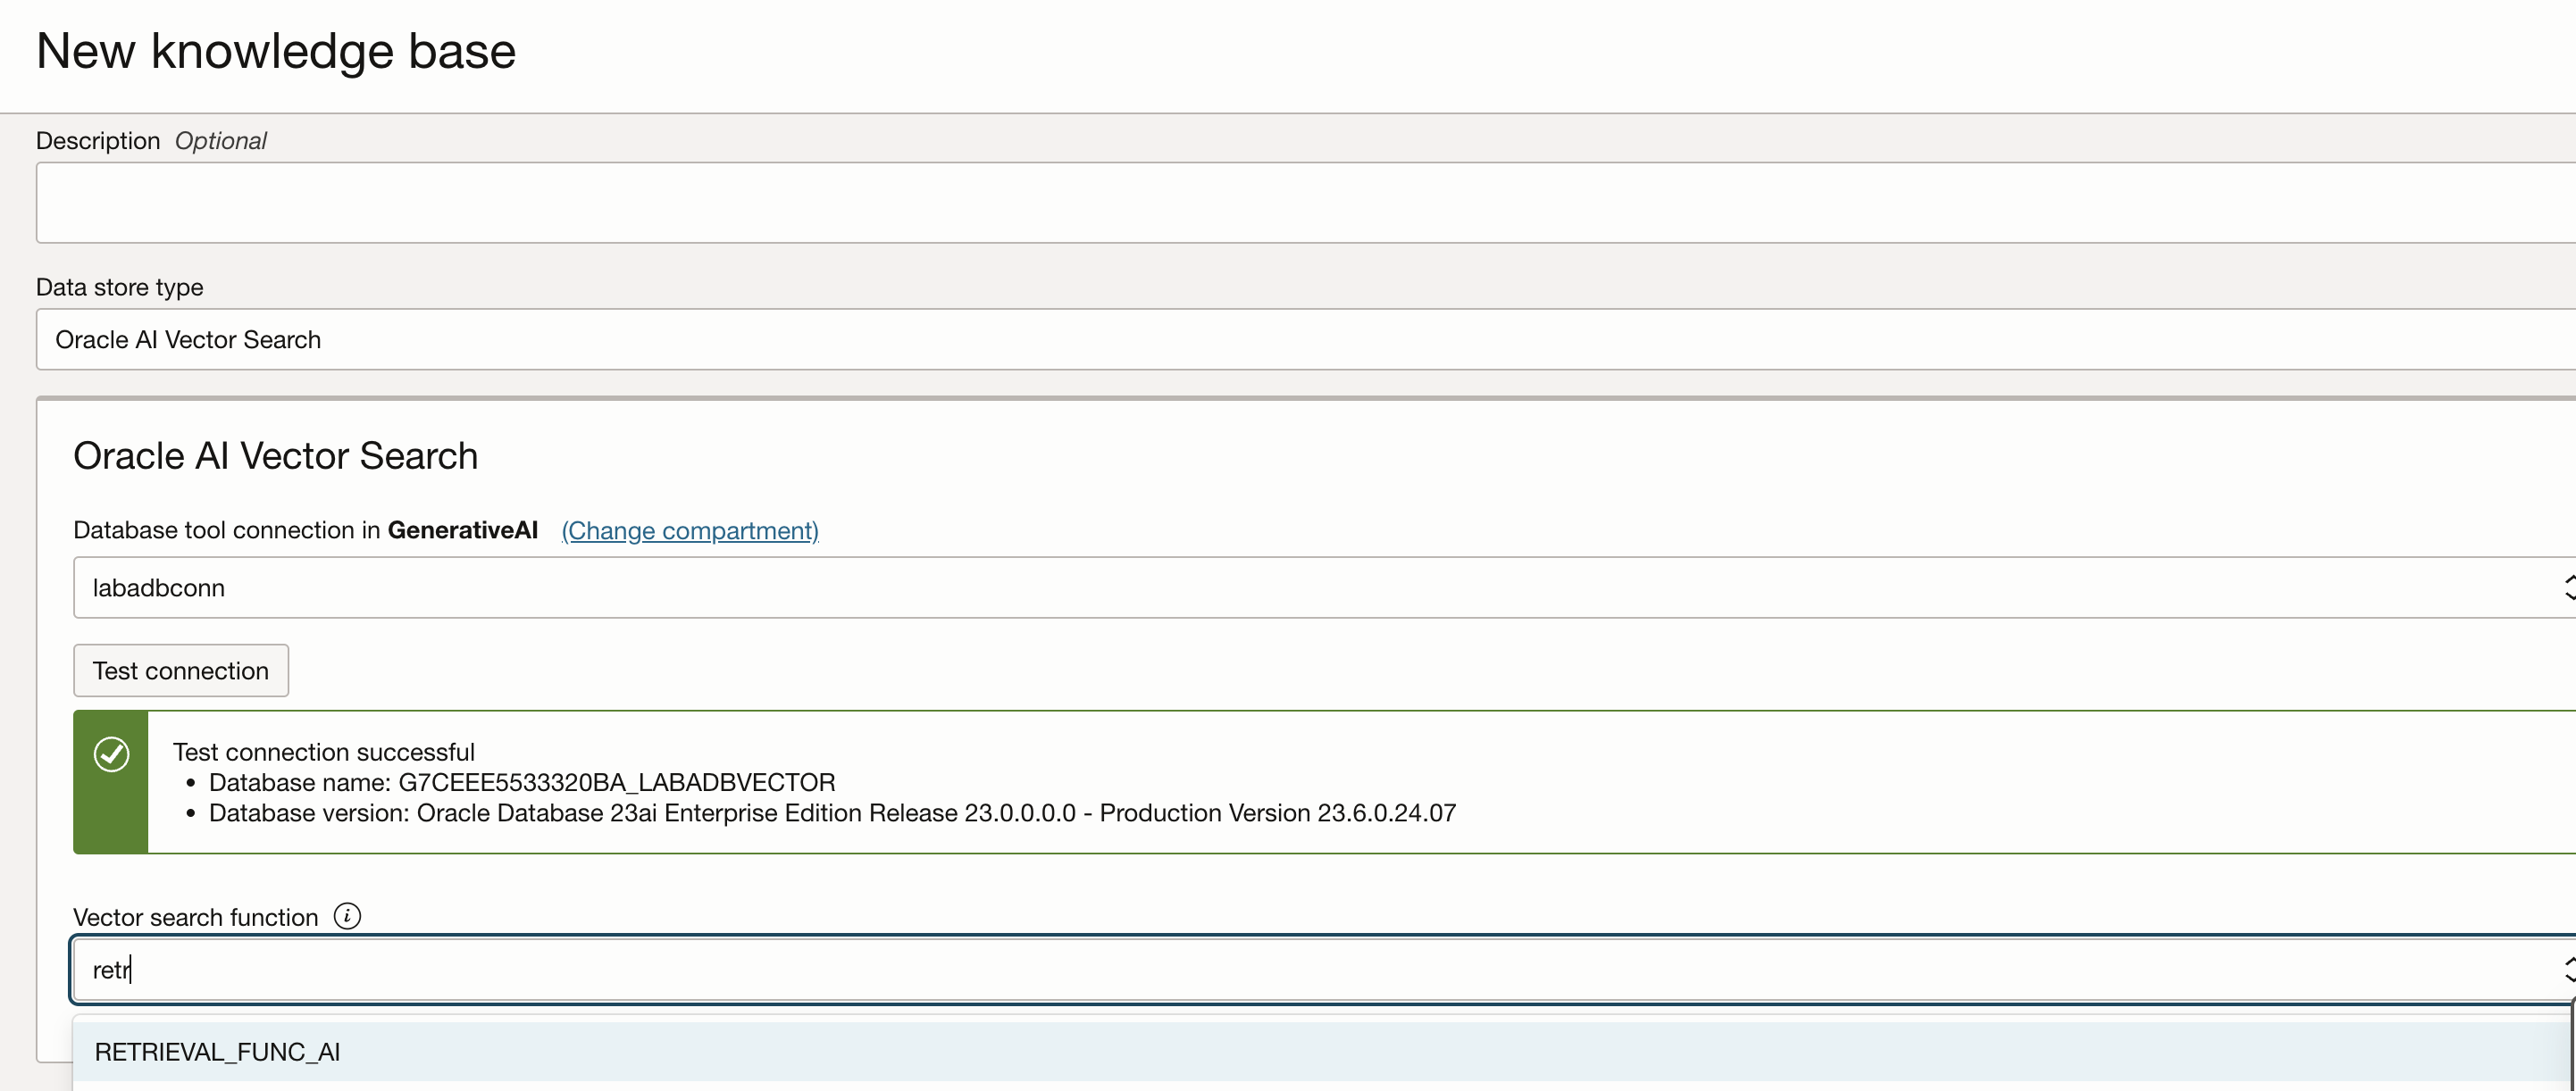 New knowledge base
Description Optional
Data store type
Oracle AI Vector Search
Oracle AI Vector Search
Database tool connection in GenerativeAI (Change compartment)
labadbconn
Test connection
Test connection successful
• Database name: G7CEEE5533320BA_LABADBVECTOR
• Database version: Oracle Database 23ai Enterprise Edition Release 23.0.0.0.0 - Production Version 23.6.0.24.07
Vector search function i
retr
RETRIEVAL_FUNC_AI